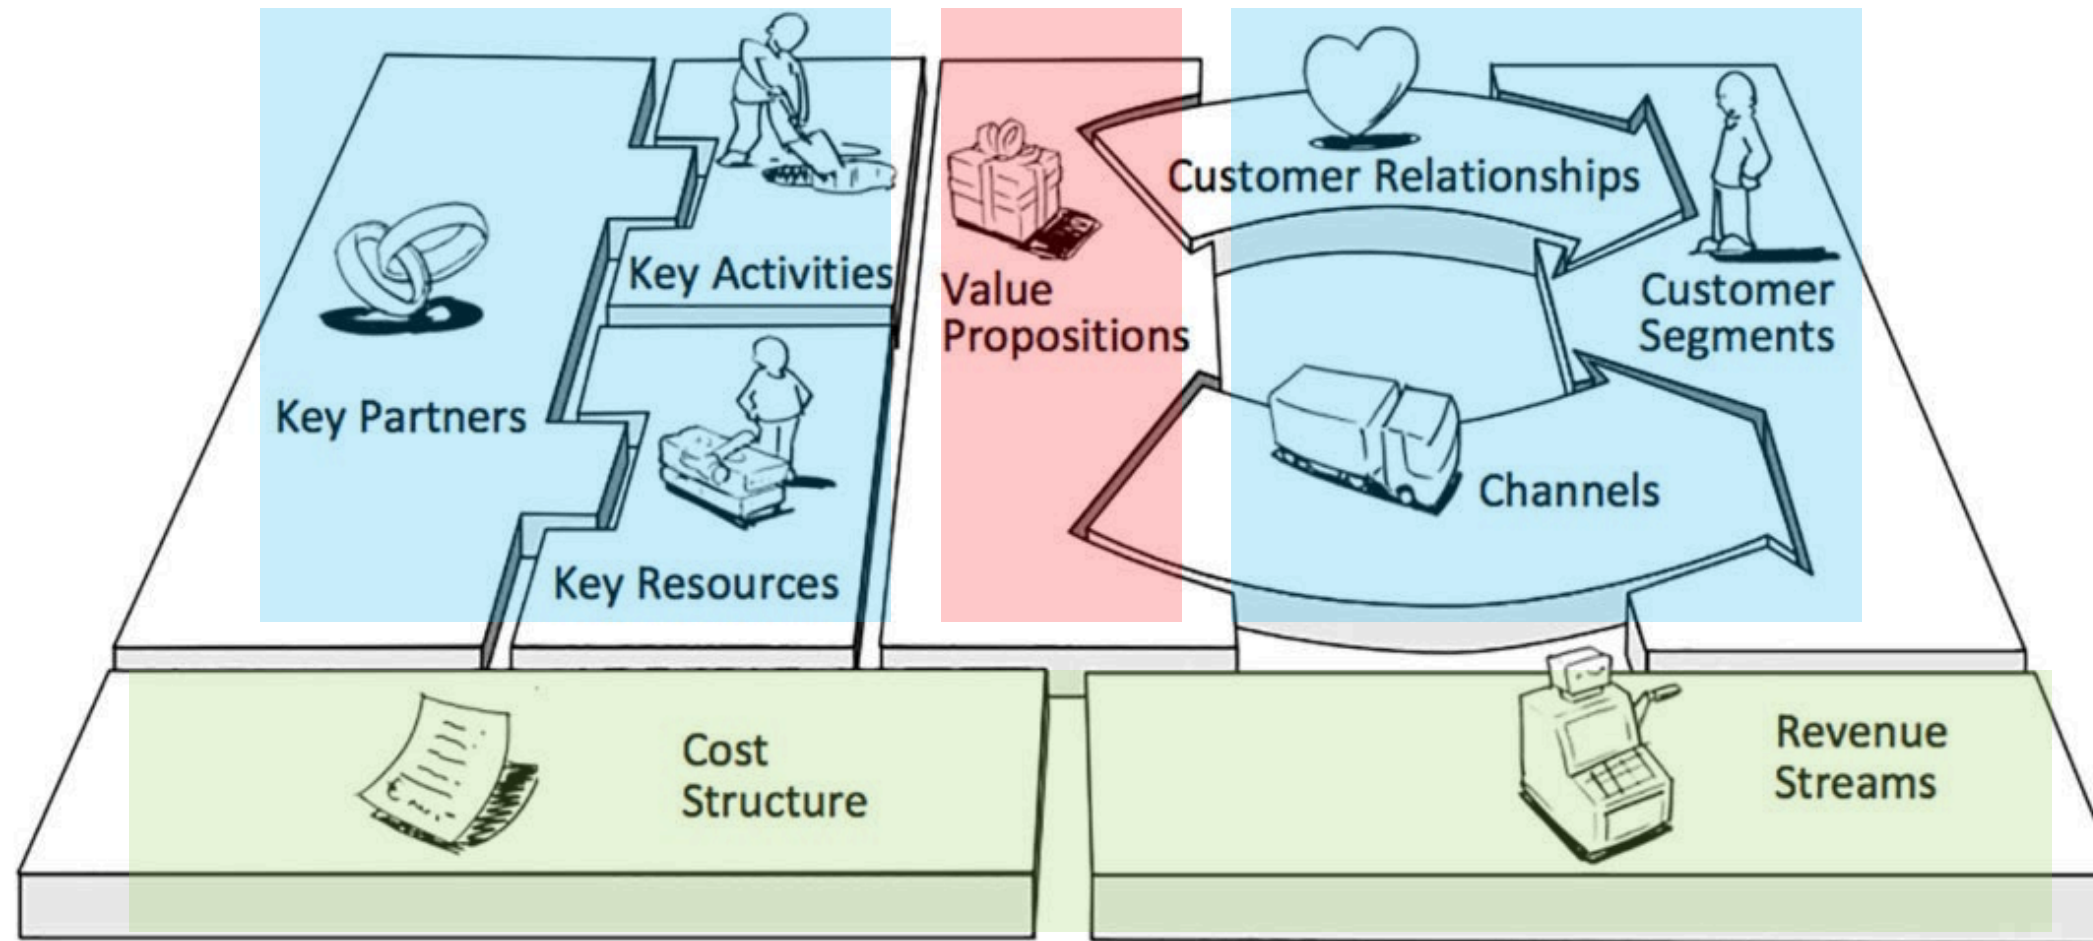 Key Partners
Key Activities
Key Resources
Value
Propositions
Customer Relationships
Channels
Customer
Segments
Cost
Structure
Revenue
Streams